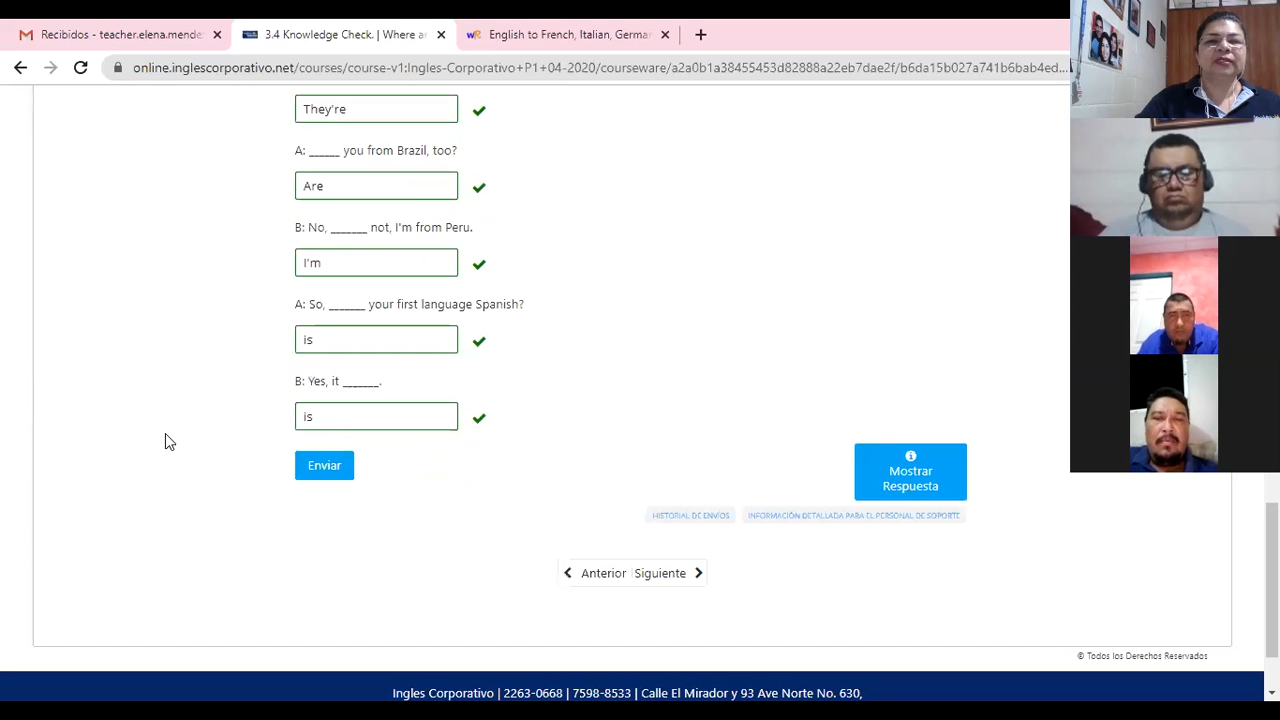 Recibidos - teacher.elena.mende
3.4 Knowledge Check. | Where a
English to French, Italian, Germa
online.inglescorporativo.net/courses/course-v1:Ingles-Corporativo+P1+04-2020/courseware/a2a0b1a38455453d82888a22eb7dae2f/b6da15b027a741b6bab4ed...
They're
A: ______ you from Brazil, too?
Are
B: No, _______ not, I'm from Peru.
I'm
A: So, _______ your first language Spanish?
is
B: Yes, it _______.
is
Enviar
Mostrar
Respuesta
HISTORIAL DE ENVÍOS
INFORMACIÓN DETALLADA PARA EL PERSONAL DE SOPORTE
Anterior
Siguiente
© Todos los Derechos Reservados
Ingles Corporativo | 2263-0668 | 7598-8533 | Calle El Mirador y 93 Ave Norte No. 630,